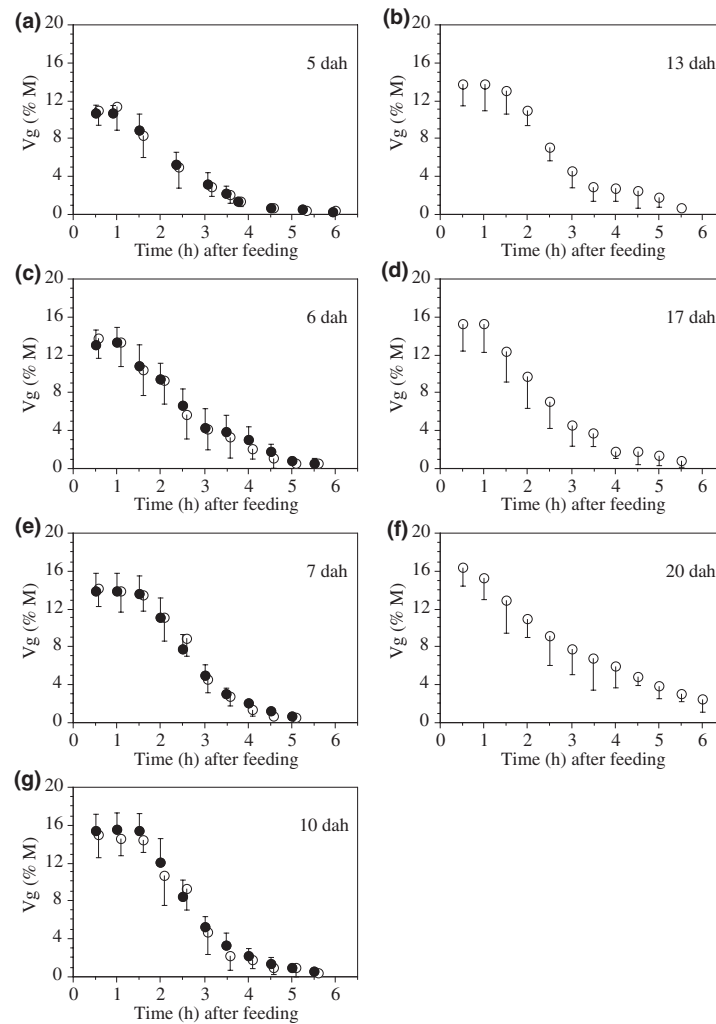 (a)
20
16
12
8
4
0
Vg (% M)
5 dah
0 1 2 3 4 5 6
Time (h) after feeding
(b)
20
16
12
8
4
0
Vg (% M)
13 dah
0 1 2 3 4 5 6
Time (h) after feeding
(c)
20
16
12
8
4
0
Vg (% M)
6 dah
0 1 2 3 4 5 6
Time (h) after feeding
(d)
20
16
12
8
4
0
Vg (% M)
17 dah
0 1 2 3 4 5 6
Time (h) after feeding
(e)
20
16
12
8
4
0
Vg (% M)
7 dah
0 1 2 3 4 5 6
Time (h) after feeding
(f)
20
16
12
8
4
0
Vg (% M)
20 dah
0 1 2 3 4 5 6
Time (h) after feeding
(g)
20
16
12
8
4
0
Vg (% M)
10 dah
0 1 2 3 4 5 6
Time (h) after feeding